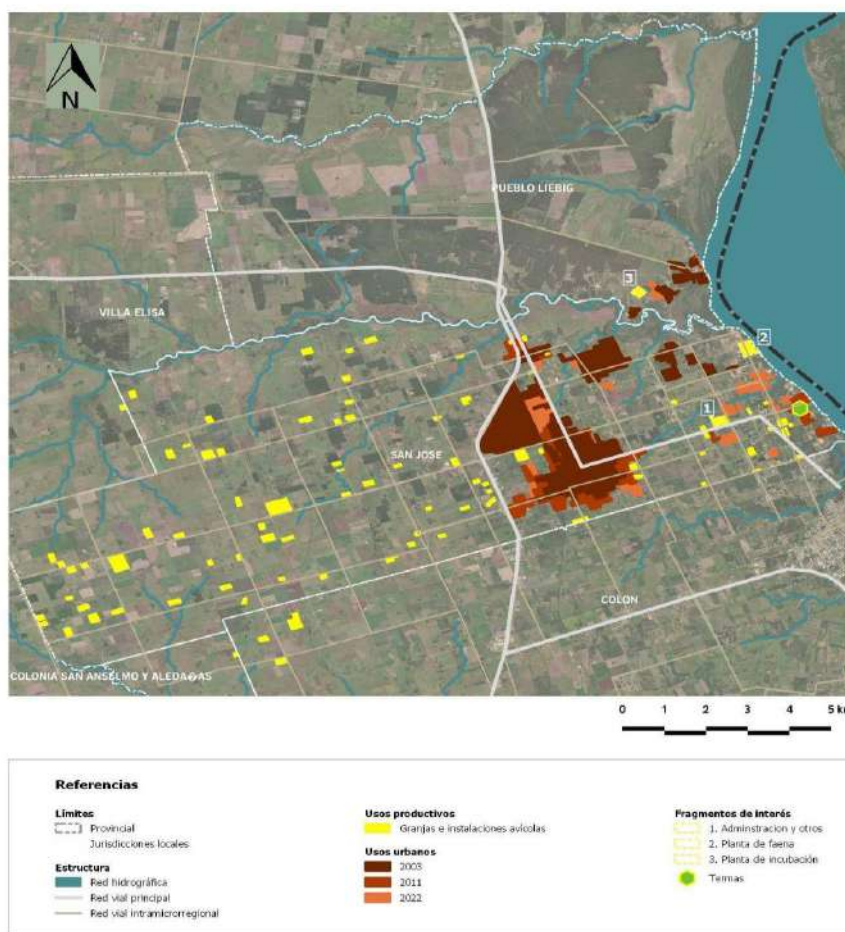 N
PUEBLO LIEBIG
3
VILLA ELISA
2
1
SAN JOSE
COLON
COLONIA SAN ANSELMO Y ALEDA�AS
0 1 2 3 4 5 k
Referencias
Límites
Provincial
Jurisdicciones locales
Estructura
Red hidrográfica
Red vial principal
Red vial intramicrorregional
Usos productivos
Granjas e instalaciones avícolas
Usos urbanos
2003
2011
2022
Fragmentos de interés
1. Adminstracion y otros
2. Planta de faena
3. Planta de incubación
Termas